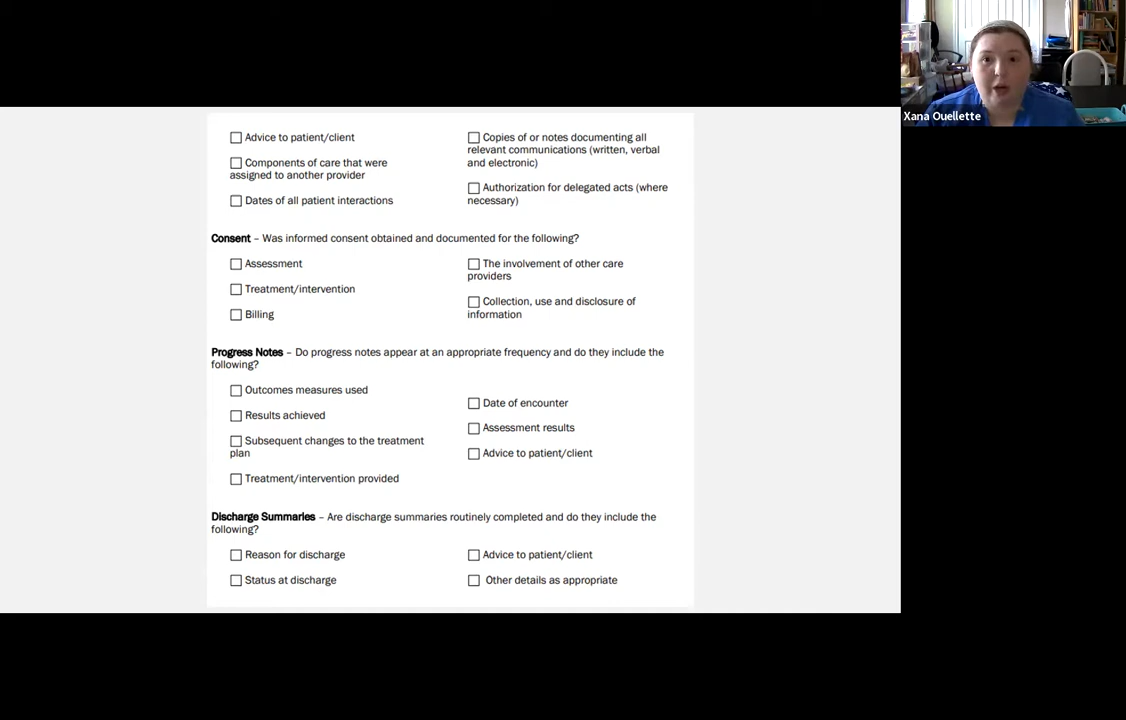 Advice to patient/client
Components of care that were
assigned to another provider
Dates of all patient interactions
Copies of or notes documenting all
relevant communications (written, verbal
and electronic)
Authorization for delegated acts (where
necessary)
Consent – Was informed consent obtained and documented for the following?
Assessment
Treatment/intervention
Billing
The involvement of other care
providers
Collection, use and disclosure of
information
Progress Notes – Do progress notes appear at an appropriate frequency and do they include the
following?
Outcomes measures used
Results achieved
Subsequent changes to the treatment
plan
Treatment/intervention provided
Date of encounter
Assessment results
Advice to patient/client
Discharge Summaries – Are discharge summaries routinely completed and do they include the
following?
Reason for discharge
Status at discharge
Advice to patient/client
Other details as appropriate
Xana Ouellette